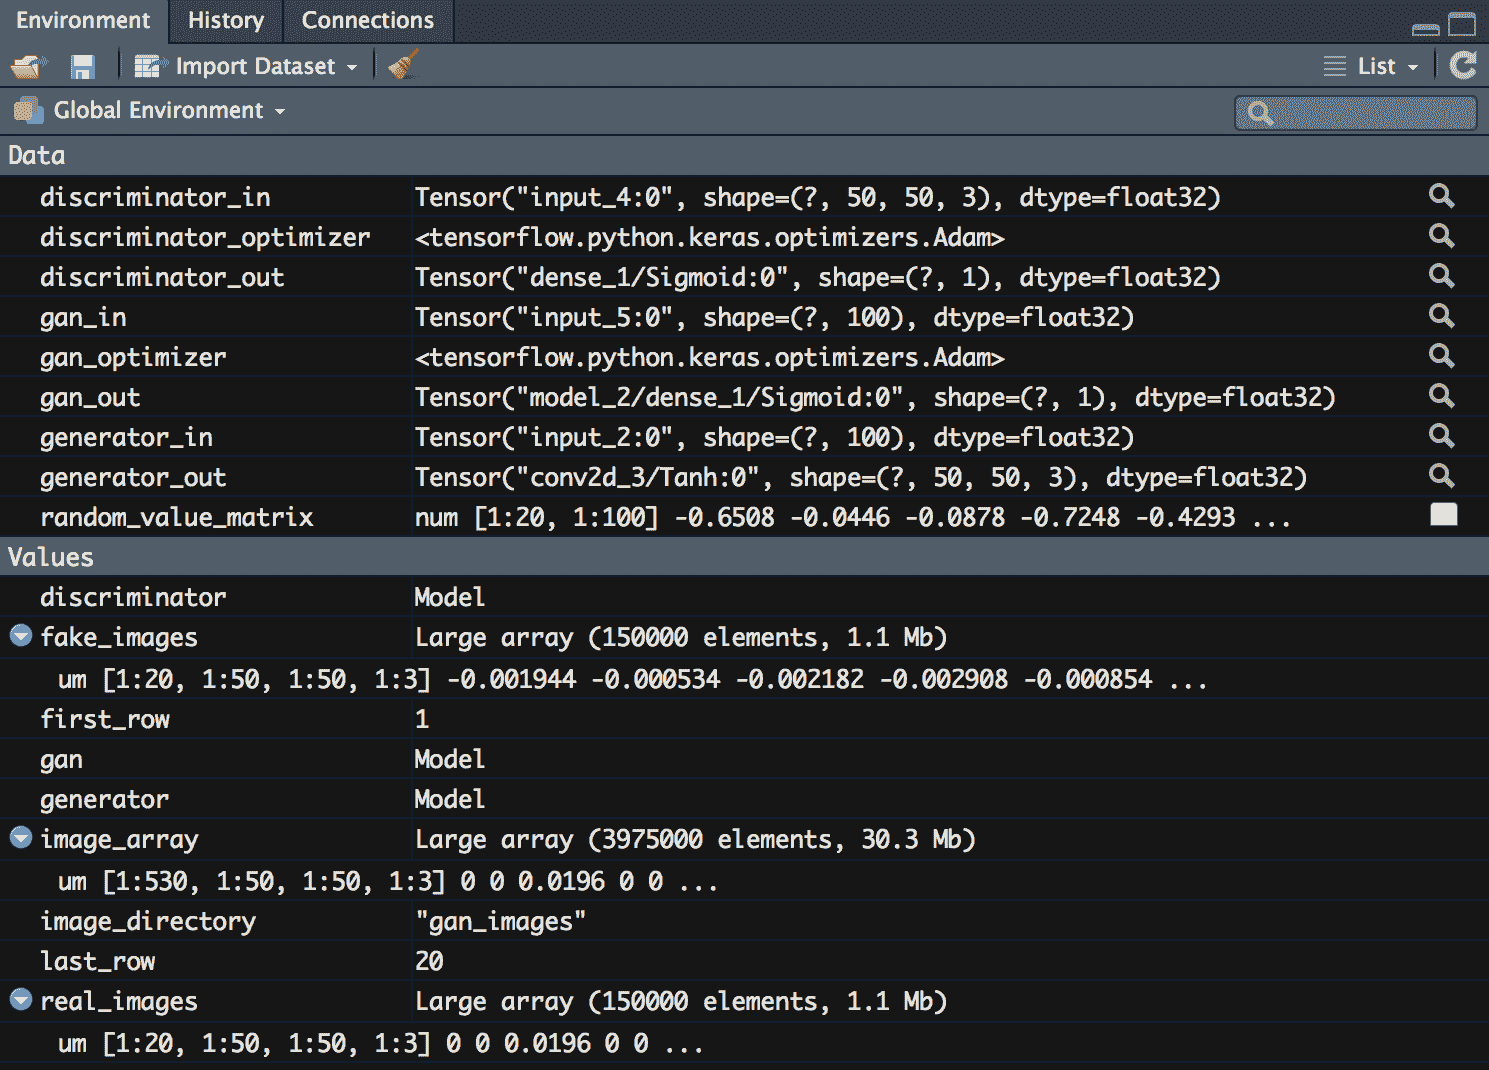 Environment History Connections
Import Dataset List
Global Environment
Data
discriminator_in Tensor("input_4:0", shape=(?, 50, 50, 3), dtype=float32)
discriminator_optimizer <tensorflow.python.keras.optimizers.Adam>
discriminator_out Tensor("dense_1/Sigmoid:0", shape=(?, 1), dtype=float32)
gan_in Tensor("input_5:0", shape=(?, 100), dtype=float32)
gan_optimizer <tensorflow.python.keras.optimizers.Adam>
gan_out Tensor("model_2/dense_1/Sigmoid:0", shape=(?, 1), dtype=float32)
generator_in Tensor("input_2:0", shape=(?, 100), dtype=float32)
generator_out Tensor("conv2d_3/Tanh:0", shape=(?, 50, 50, 3), dtype=float32)
random_value_matrix num [1:20, 1:100] -0.6508 -0.0446 -0.0878 -0.7248 -0.4293 ...
Values
discriminator Model
fake_images Large array (150000 elements, 1.1 Mb)
um [1:20, 1:50, 1:50, 1:3] -0.001944 -0.000534 -0.002182 -0.002908 -0.000854 ...
first_row 1
gan Model
generator Model
image_array Large array (3975000 elements, 30.3 Mb)
um [1:530, 1:50, 1:50, 1:3] 0 0 0.0196 0 0 ...
image_directory "gan_images"
last_row 20
real_images Large array (150000 elements, 1.1 Mb)
um [1:20, 1:50, 1:50, 1:3] 0 0 0.0196 0 0 ...